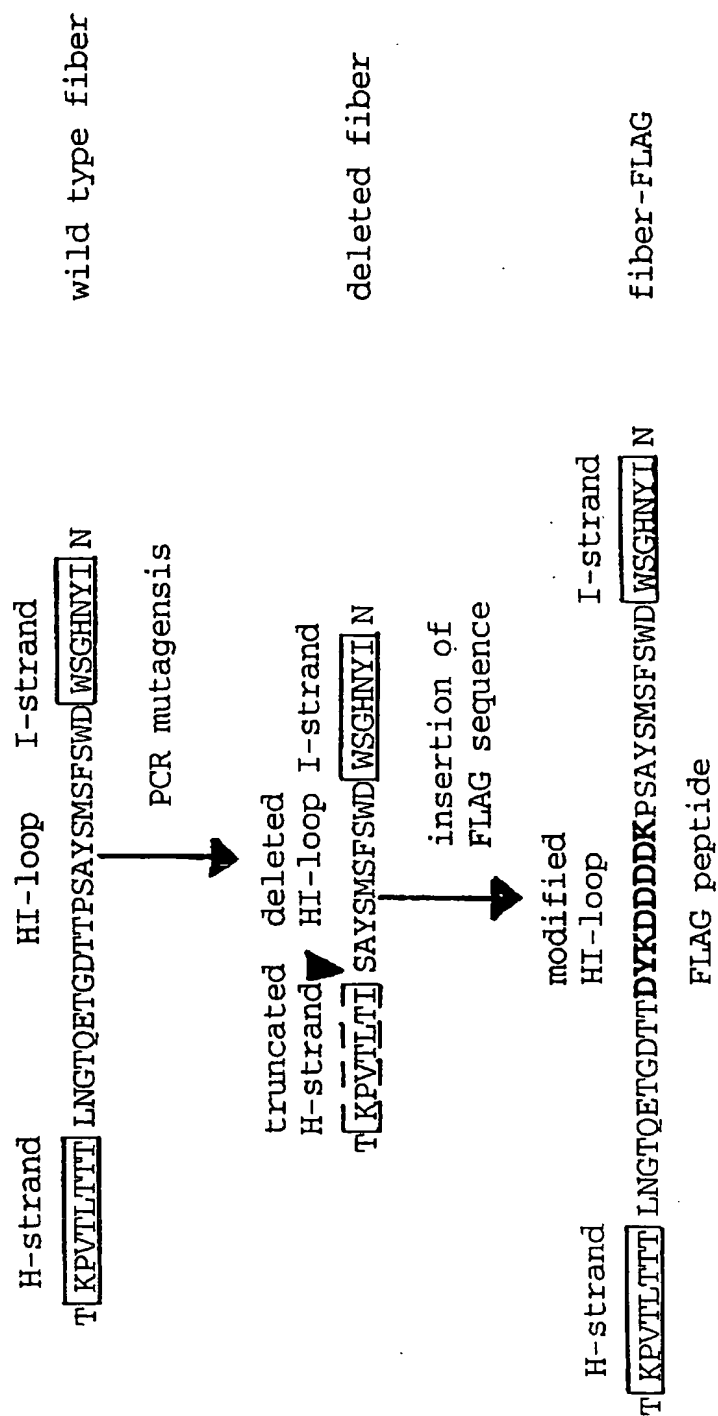 H-strand HI-loop I-strand
T KPVTLTTT LNGTQETGDTTPSAYSMSFSWD WSGHNYI N wild type fiber
PCR mutagensis
truncated deleted
H-strand HI-loop I-strand
T KPVTLTI SAYSMSFSWD WSGHNYI N deleted fiber
insertion of
FLAG sequence
modified
H-strand HI-loop I-strand
T KPVTLTTT LNGTQETGDTTDYKDDDDKPSAYSMSFSWD WSGHNYI N fiber-FLAG
FLAG peptide